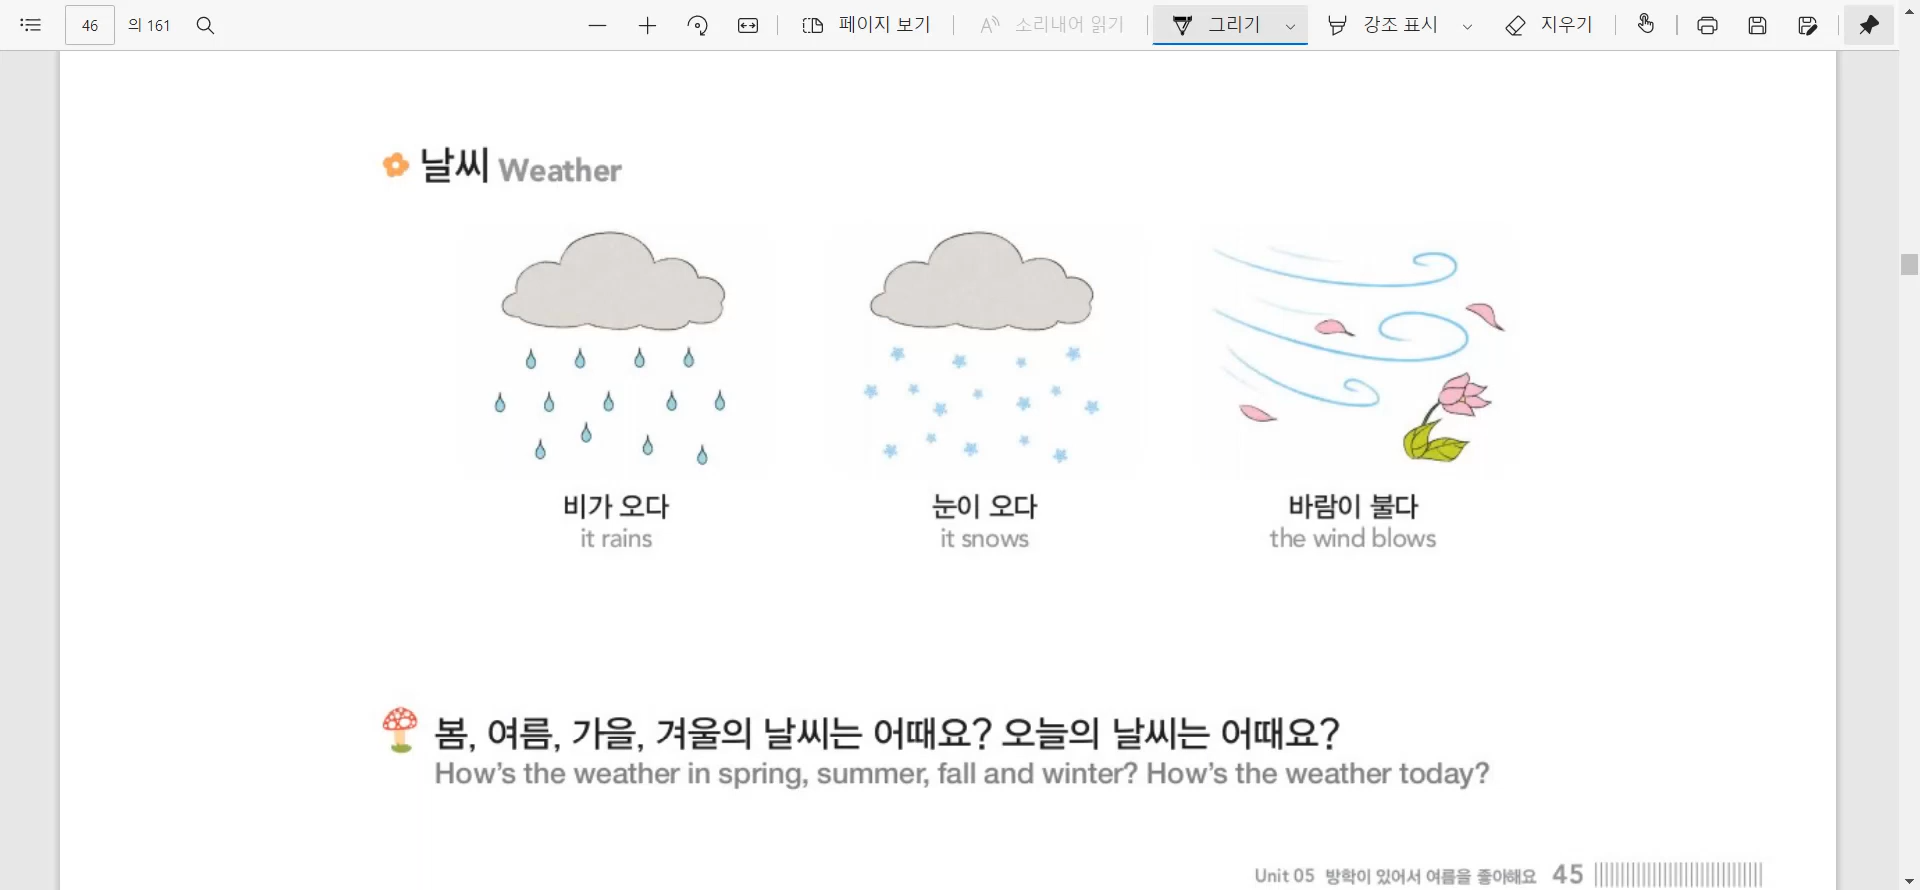 46 의 161 페이지 보기 소리내어 읽기 그리기 강조 표시 지우기
날씨 Weather
비가 오다 눈이 오다 바람이 불다
it rains it snows the wind blows
봄, 여름, 가을, 겨울의 날씨는 어때요? 오늘의 날씨는 어때요?
How's the weather in spring, summer, fall and winter? How's the weather today?
Unit 05 방학이 있어서 여름을 좋아해요 45